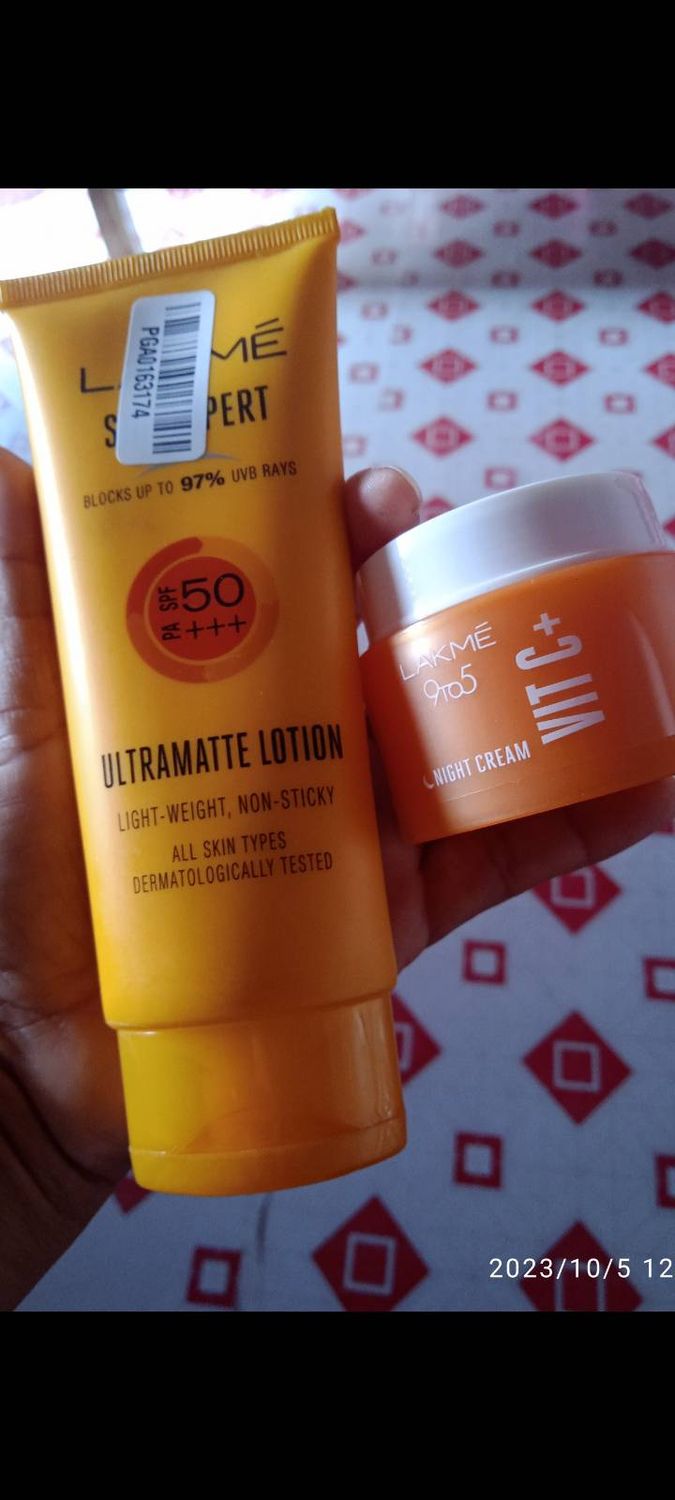 PGA0163174
BLOCKS UP TO 97% UVB RAYS
PA SPF
50
+++
ULTRAMATTE LOTION
LIGHT-WEIGHT, NON-STICKY
ALL SKIN TYPES
DERMATOLOGICALLY TESTED
LAKMÉ
9TO5
VIT C+
NIGHT CREAM
2023/10/5 12